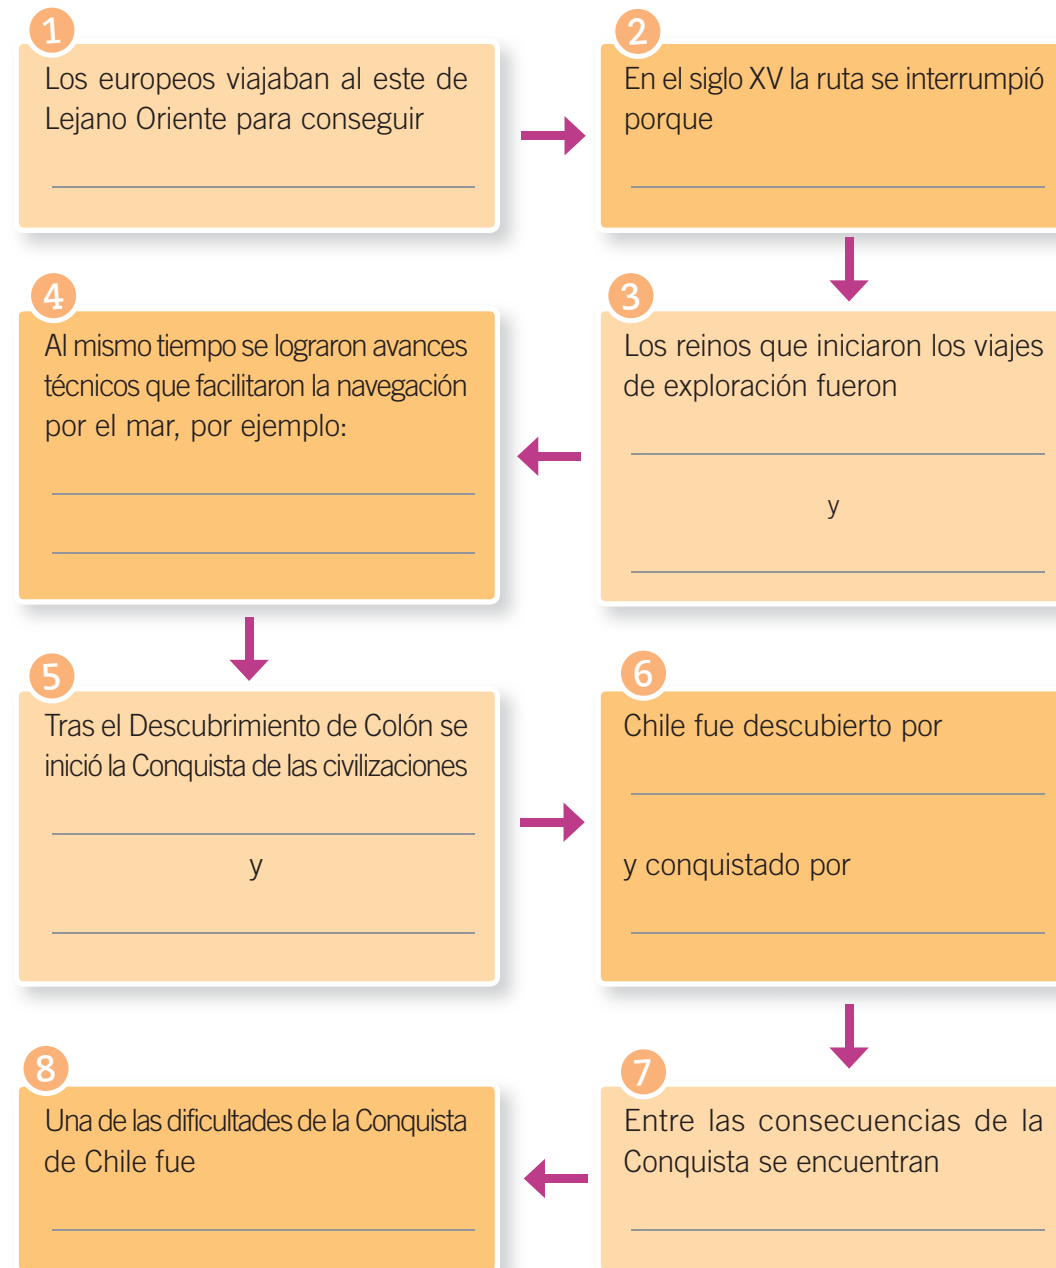 1
Los europeos viajaban al este de
Lejano Oriente para conseguir
2
En el siglo XV la ruta se interrumpió
porque
3
Los reinos que iniciaron los viajes
de exploración fueron
y
4
Al mismo tiempo se lograron avances
técnicos que facilitaron la navegación
por el mar, por ejemplo:
5
Tras el Descubrimiento de Colón se
inició la Conquista de las civilizaciones
y
6
Chile fue descubierto por
y conquistado por
7
Entre las consecuencias de la
Conquista se encuentran
8
Una de las dificultades de la Conquista
de Chile fue